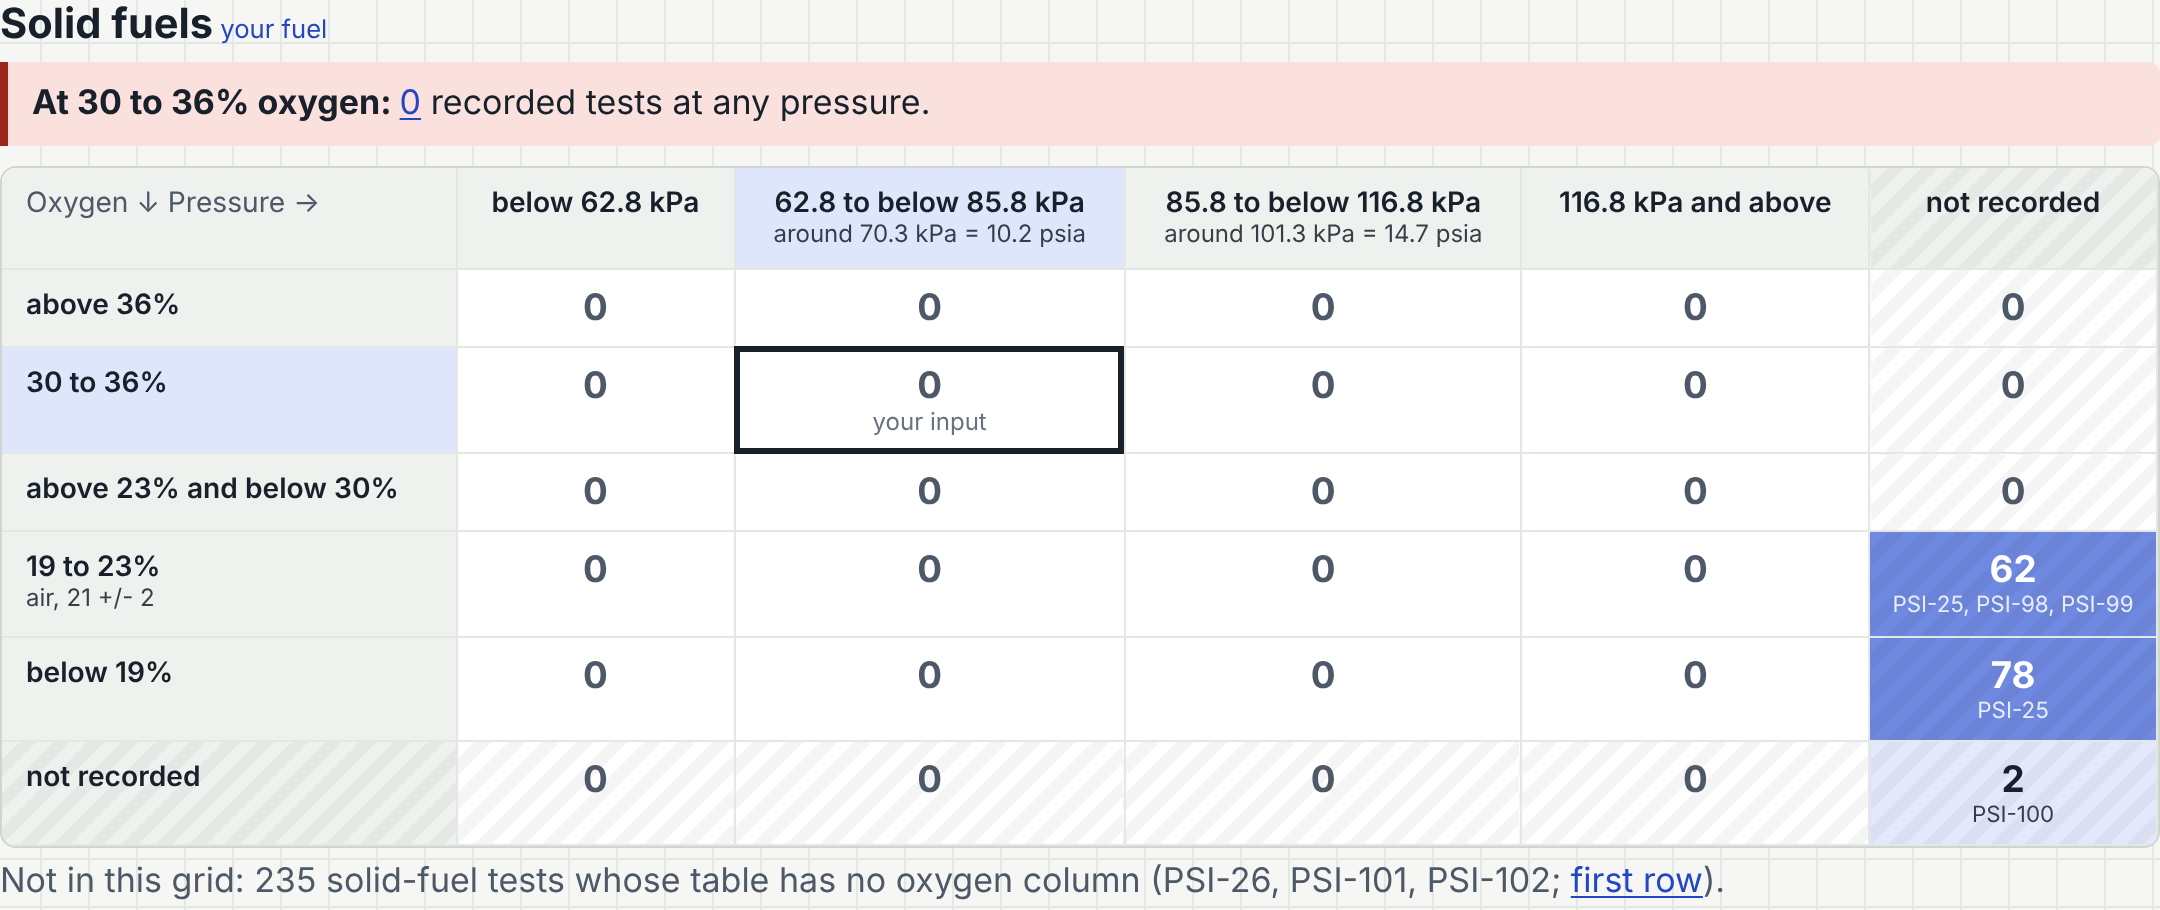 Solid fuels your fuel
At 30 to 36% oxygen: 0 recorded tests at any pressure.
Oxygen ↓ Pressure → below 62.8 kPa 62.8 to below 85.8 kPa 85.8 to below 116.8 kPa 116.8 kPa and above not recorded
around 70.3 kPa = 10.2 psia around 101.3 kPa = 14.7 psia
above 36% 0 0 0 0 0
30 to 36% 0 0 0 0 0
your input
above 23% and below 30% 0 0 0 0 0
19 to 23% 0 0 0 0 62
air, 21 +/- 2 PSI-25, PSI-98, PSI-99
below 19% 0 0 0 0 78
PSI-25
not recorded 0 0 0 0 2
PSI-100
Not in this grid: 235 solid-fuel tests whose table has no oxygen column (PSI-26, PSI-101, PSI-102; first row).